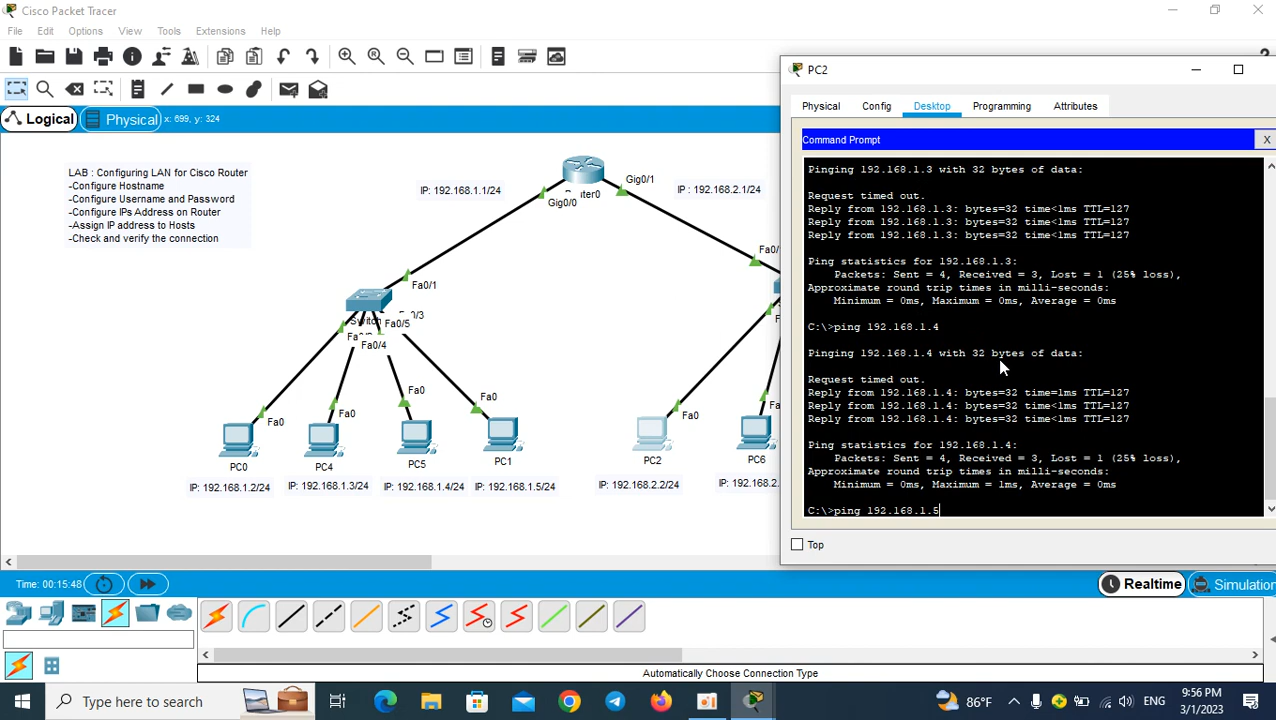 Cisco Packet Tracer
File Edit Options View Tools Extensions Help
Logical Physical x: 699, y: 324
LAB : Configuring LAN for Cisco Router
-Configure Hostname
-Configure Username and Password
-Configure IPs Address on Router
-Assign IP address to Hosts
-Check and verify the connection
IP: 192.168.1.1/24
Gig0/1
IP : 192.168.2.1/24
Gig0/0
Fa0/1
Fa0/5
Fa0/4
Fa0
Fa0
Fa0
Fa0
Fa0
PC0
PC4
PC5
PC1
PC2
PC6
IP: 192.168.1.2/24
IP: 192.168.1.3/24
IP: 192.168.1.4/24
IP: 192.168.1.5/24
IP: 192.168.2.2/24
IP: 192.168.2.
PC2
Physical Config Desktop Programming Attributes
Command Prompt X
Pinging 192.168.1.3 with 32 bytes of data:
Request timed out.
Reply from 192.168.1.3: bytes=32 time<1ms TTL=127
Reply from 192.168.1.3: bytes=32 time<1ms TTL=127
Reply from 192.168.1.3: bytes=32 time<1ms TTL=127
Ping statistics for 192.168.1.3:
Packets: Sent = 4, Received = 3, Lost = 1 (25% loss),
Approximate round trip times in milli-seconds:
Minimum = 0ms, Maximum = 0ms, Average = 0ms
C:\>ping 192.168.1.4
Pinging 192.168.1.4 with 32 bytes of data:
Request timed out.
Reply from 192.168.1.4: bytes=32 time=1ms TTL=127
Reply from 192.168.1.4: bytes=32 time<1ms TTL=127
Reply from 192.168.1.4: bytes=32 time<1ms TTL=127
Ping statistics for 192.168.1.4:
Packets: Sent = 4, Received = 3, Lost = 1 (25% loss),
Approximate round trip times in milli-seconds:
Minimum = 0ms, Maximum = 1ms, Average = 0ms
C:\>ping 192.168.1.5
Top
Time: 00:15:48
Realtime Simulation
Automatically Choose Connection Type
Type here to search
86°F
ENG
9:56 PM
3/1/2023